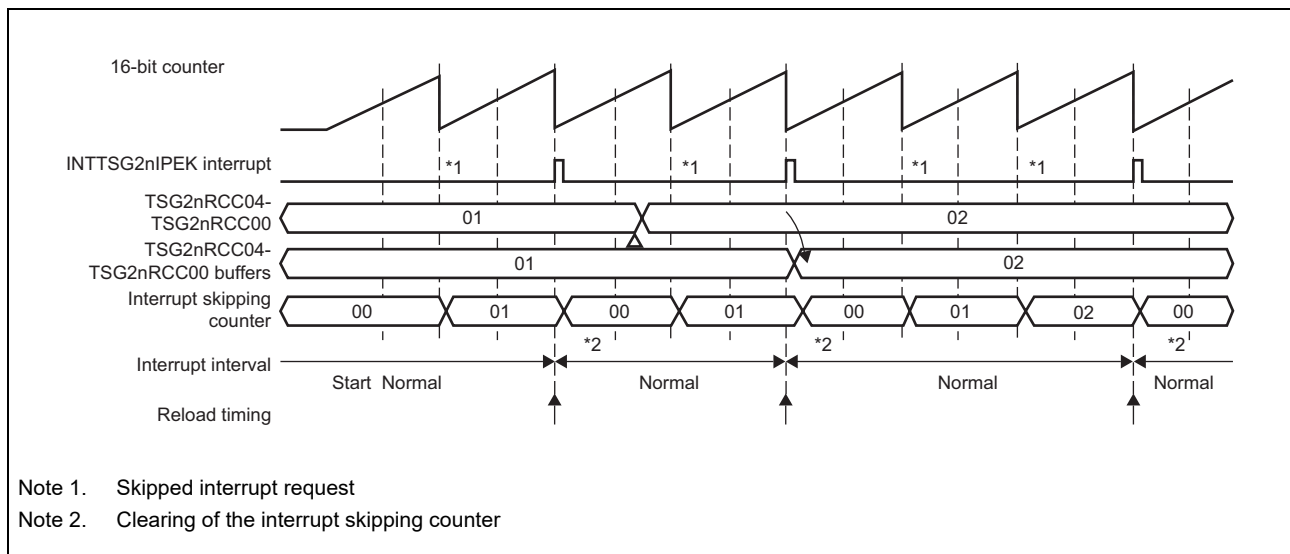 16-bit counter
INTTSG2nIPEK interrupt
*1 *1 *1 *1
TSG2nRCC04-
TSG2nRCC00
01 02
TSG2nRCC04-
TSG2nRCC00 buffers
01 02
Interrupt skipping
counter
00 01 00 01 00 01 02 00
*2 *2 *2
Interrupt interval
Start Normal Normal Normal Normal
Reload timing
Note 1. Skipped interrupt request
Note 2. Clearing of the interrupt skipping counter